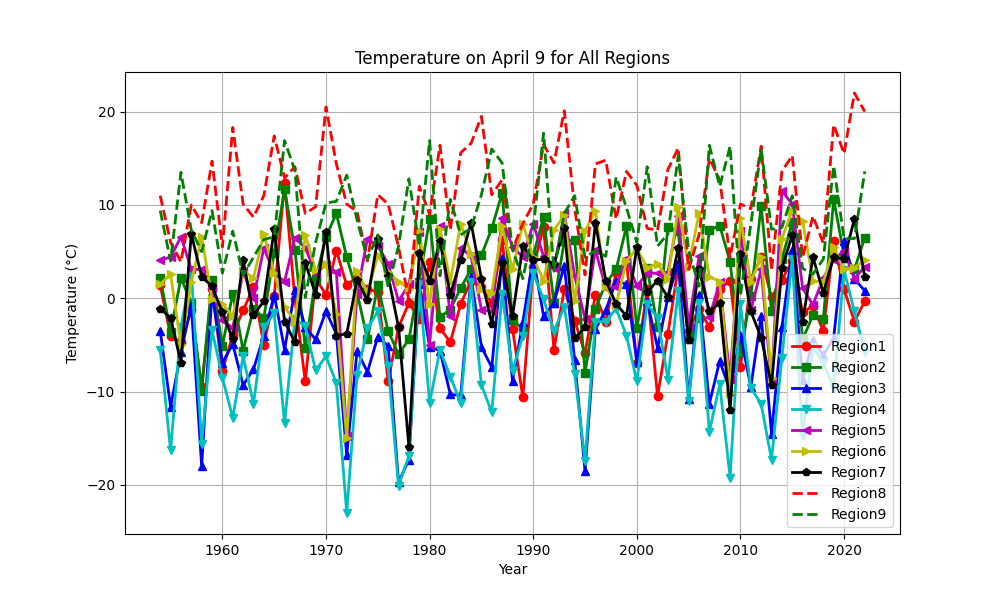 Temperature on April 9 for All Regions
Temperature (°C)
20
10
0
−10
−20
1960
1970
1980
1990
2000
2010
2020
Year
Region1
Region2
Region3
Region4
Region5
Region6
Region7
Region8
Region9